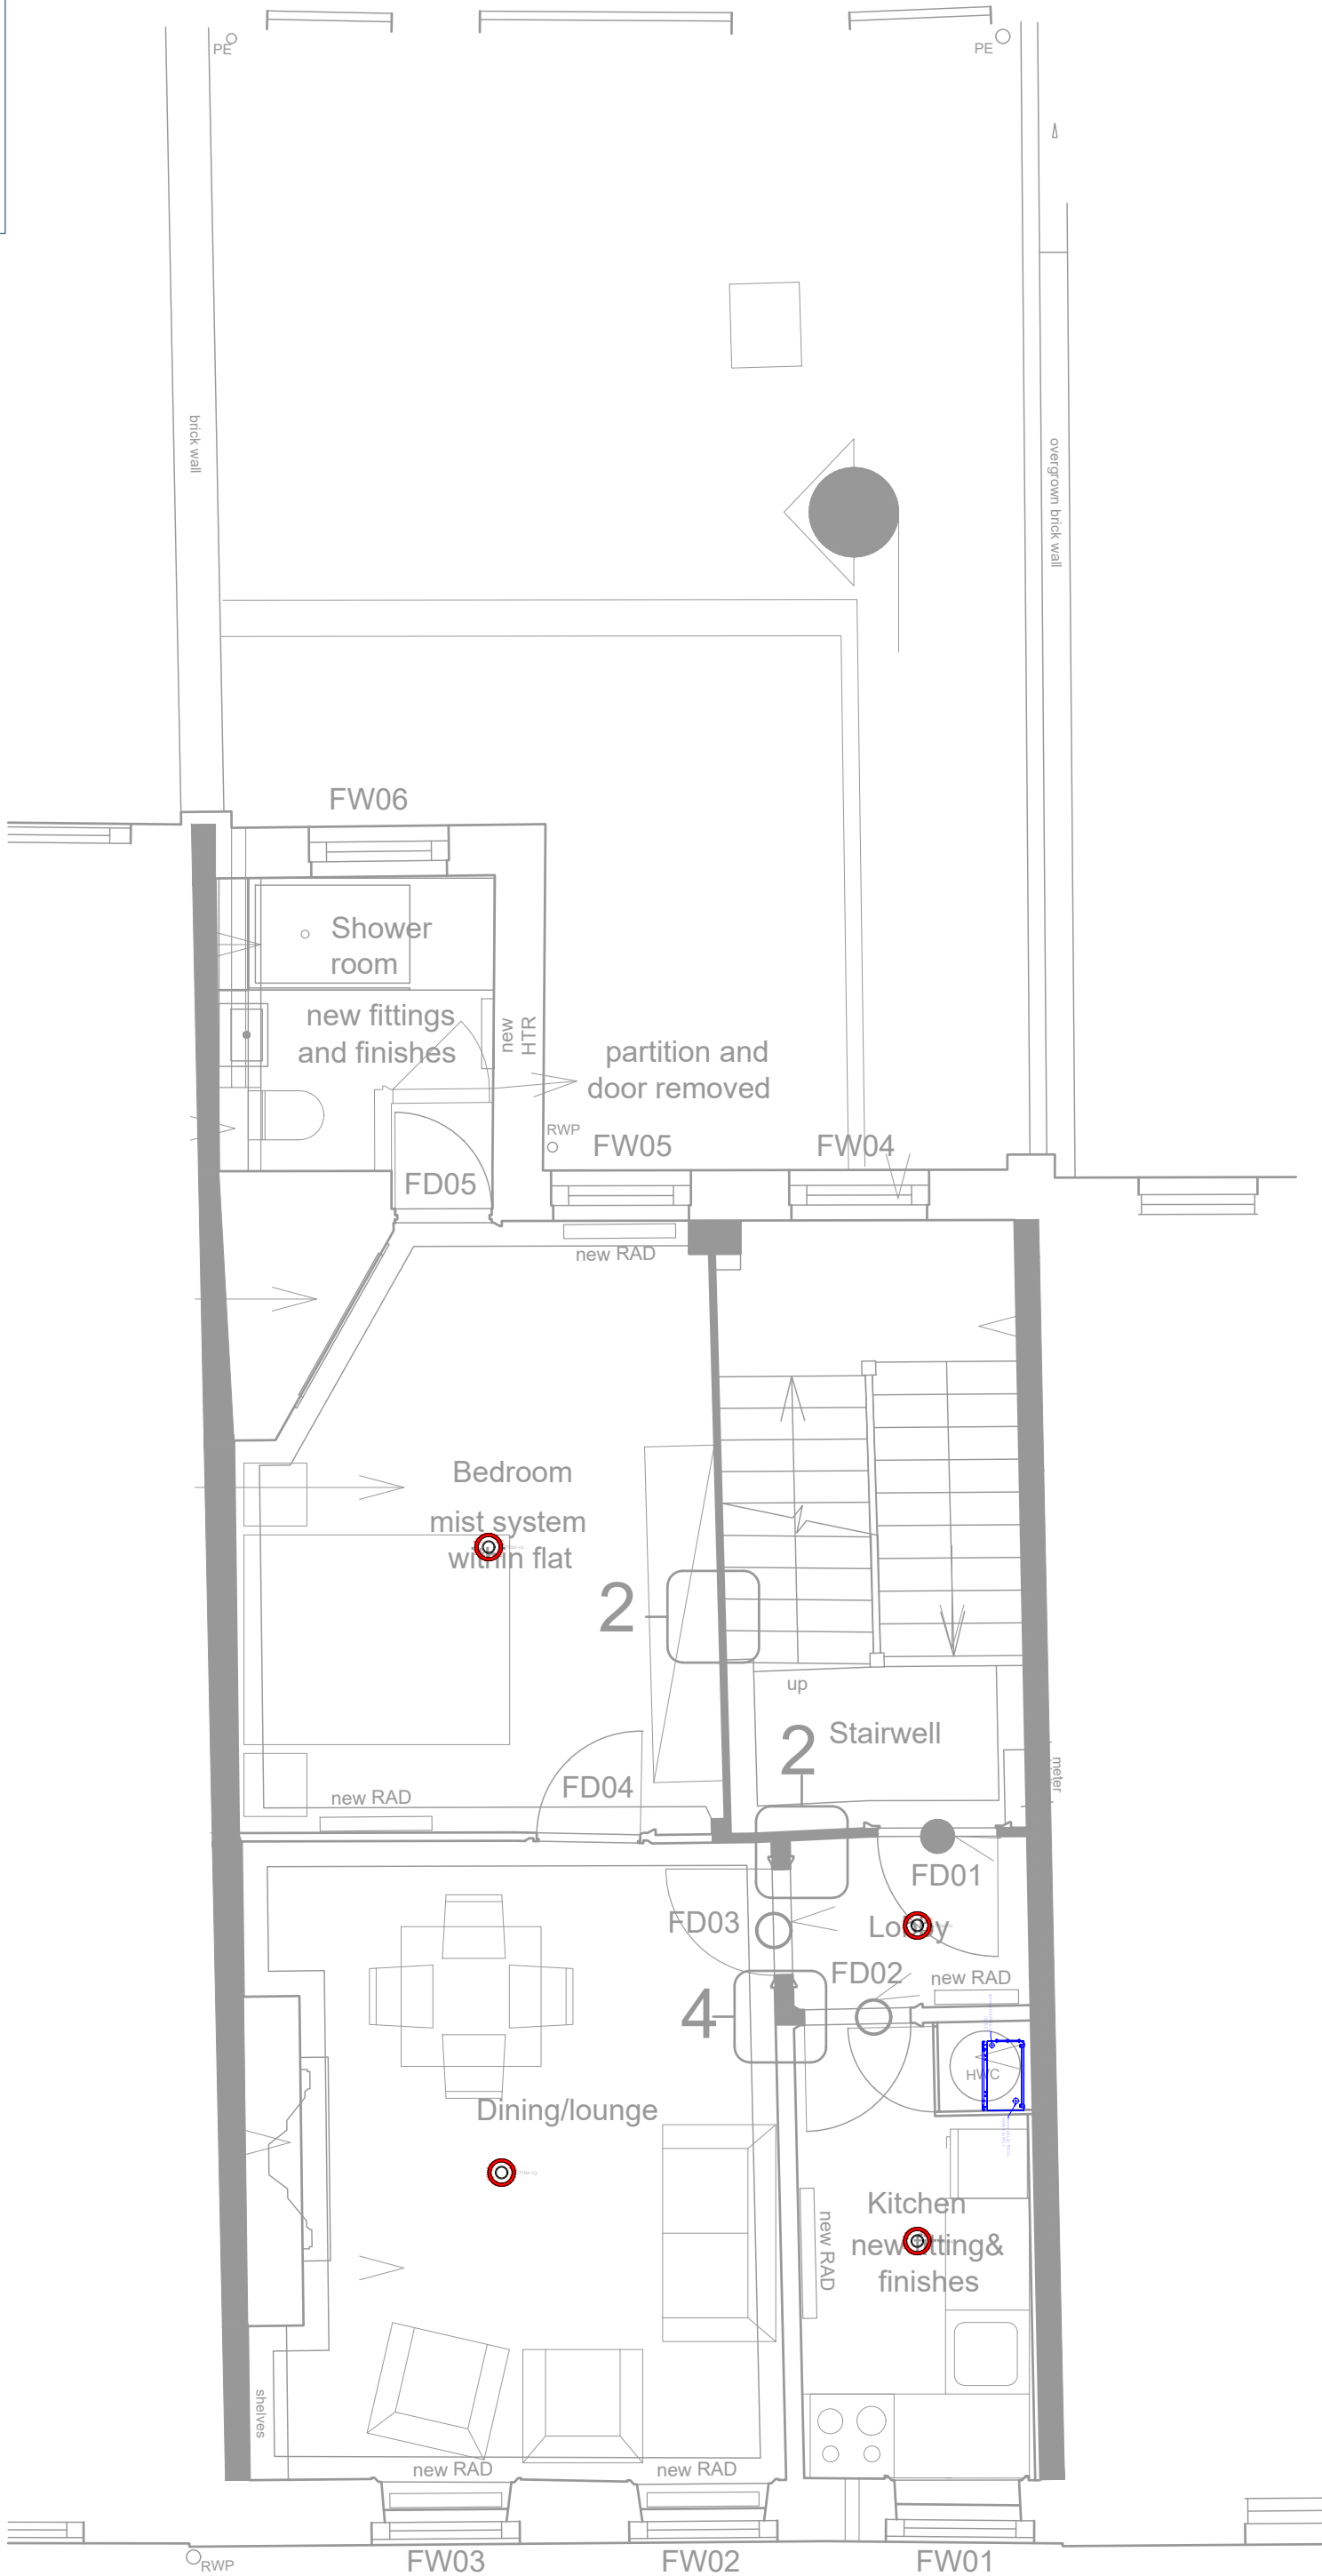 PE
PE
brick wall
overgrown brick wall
FW06
Shower
room
new fittings
and finishes
new
HTR
partition and
door removed
RWP
FW05
FW04
FD05
new RAD
Bedroom
mist system
within flat
2
up
Stairwell
2
meter
new RAD
FD04
FD01
FD03
Lobby
FD02
new RAD
4
HWC
Dining/lounge
Kitchen
new fitting&
finishes
new RAD
shelves
new RAD
new RAD
RWP
FW03
FW02
FW01